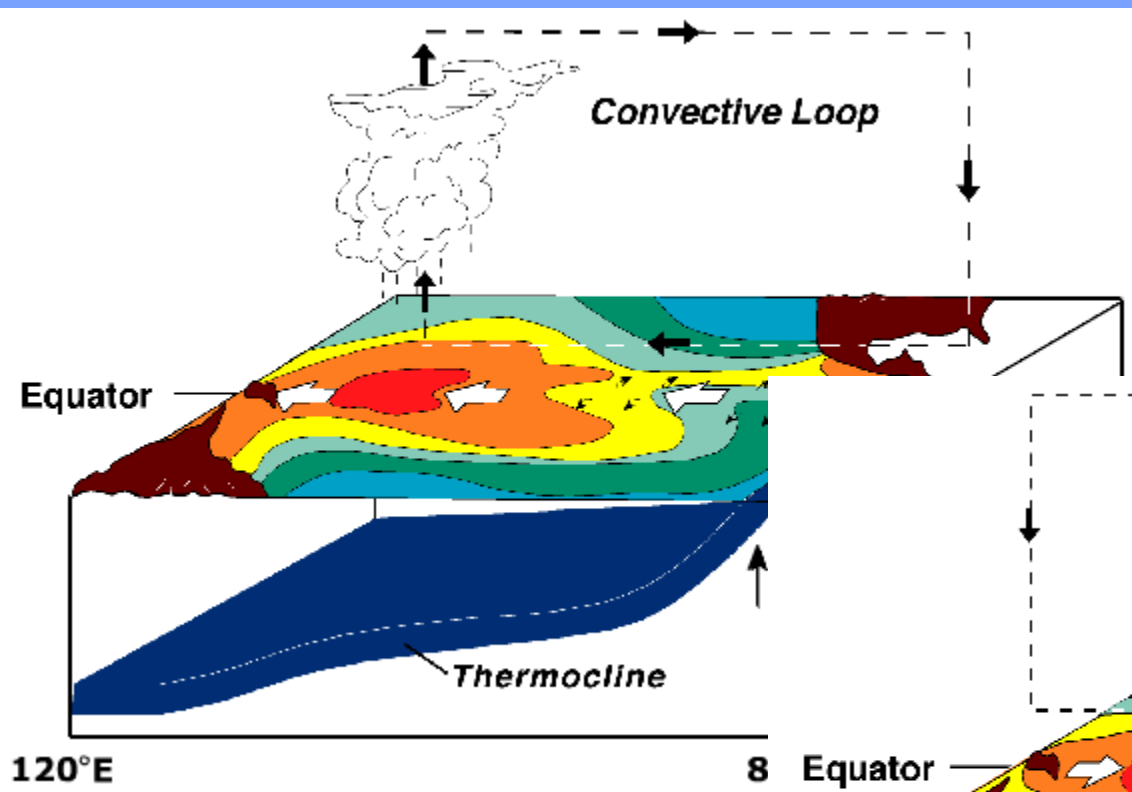 Convective Loop
Equator
Thermocline
120°E
8
Equator